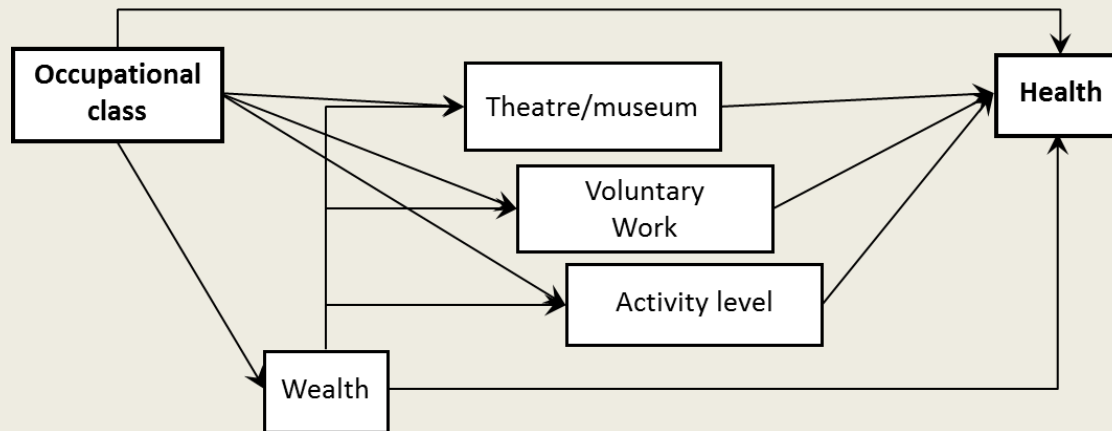 Occupational
class
Theatre/museum
Health
Voluntary
Work
Activity level
Wealth